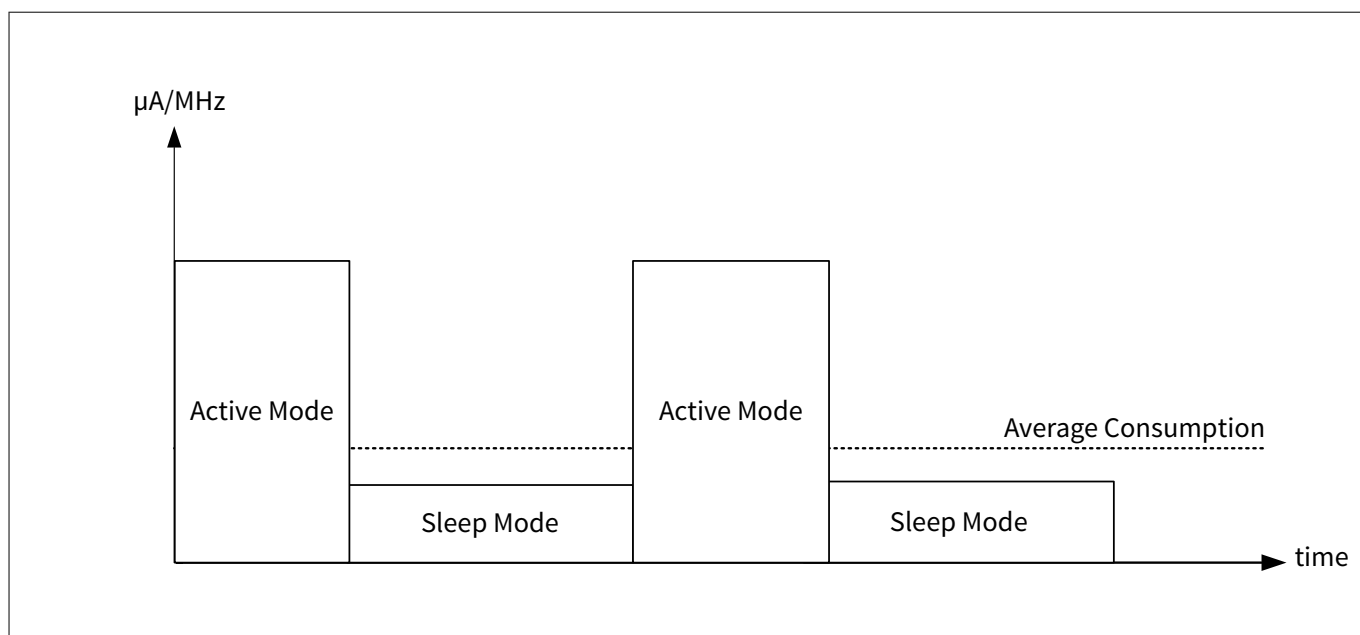 µA/MHz
Active Mode
Active Mode
Average Consumption
Sleep Mode
Sleep Mode
time